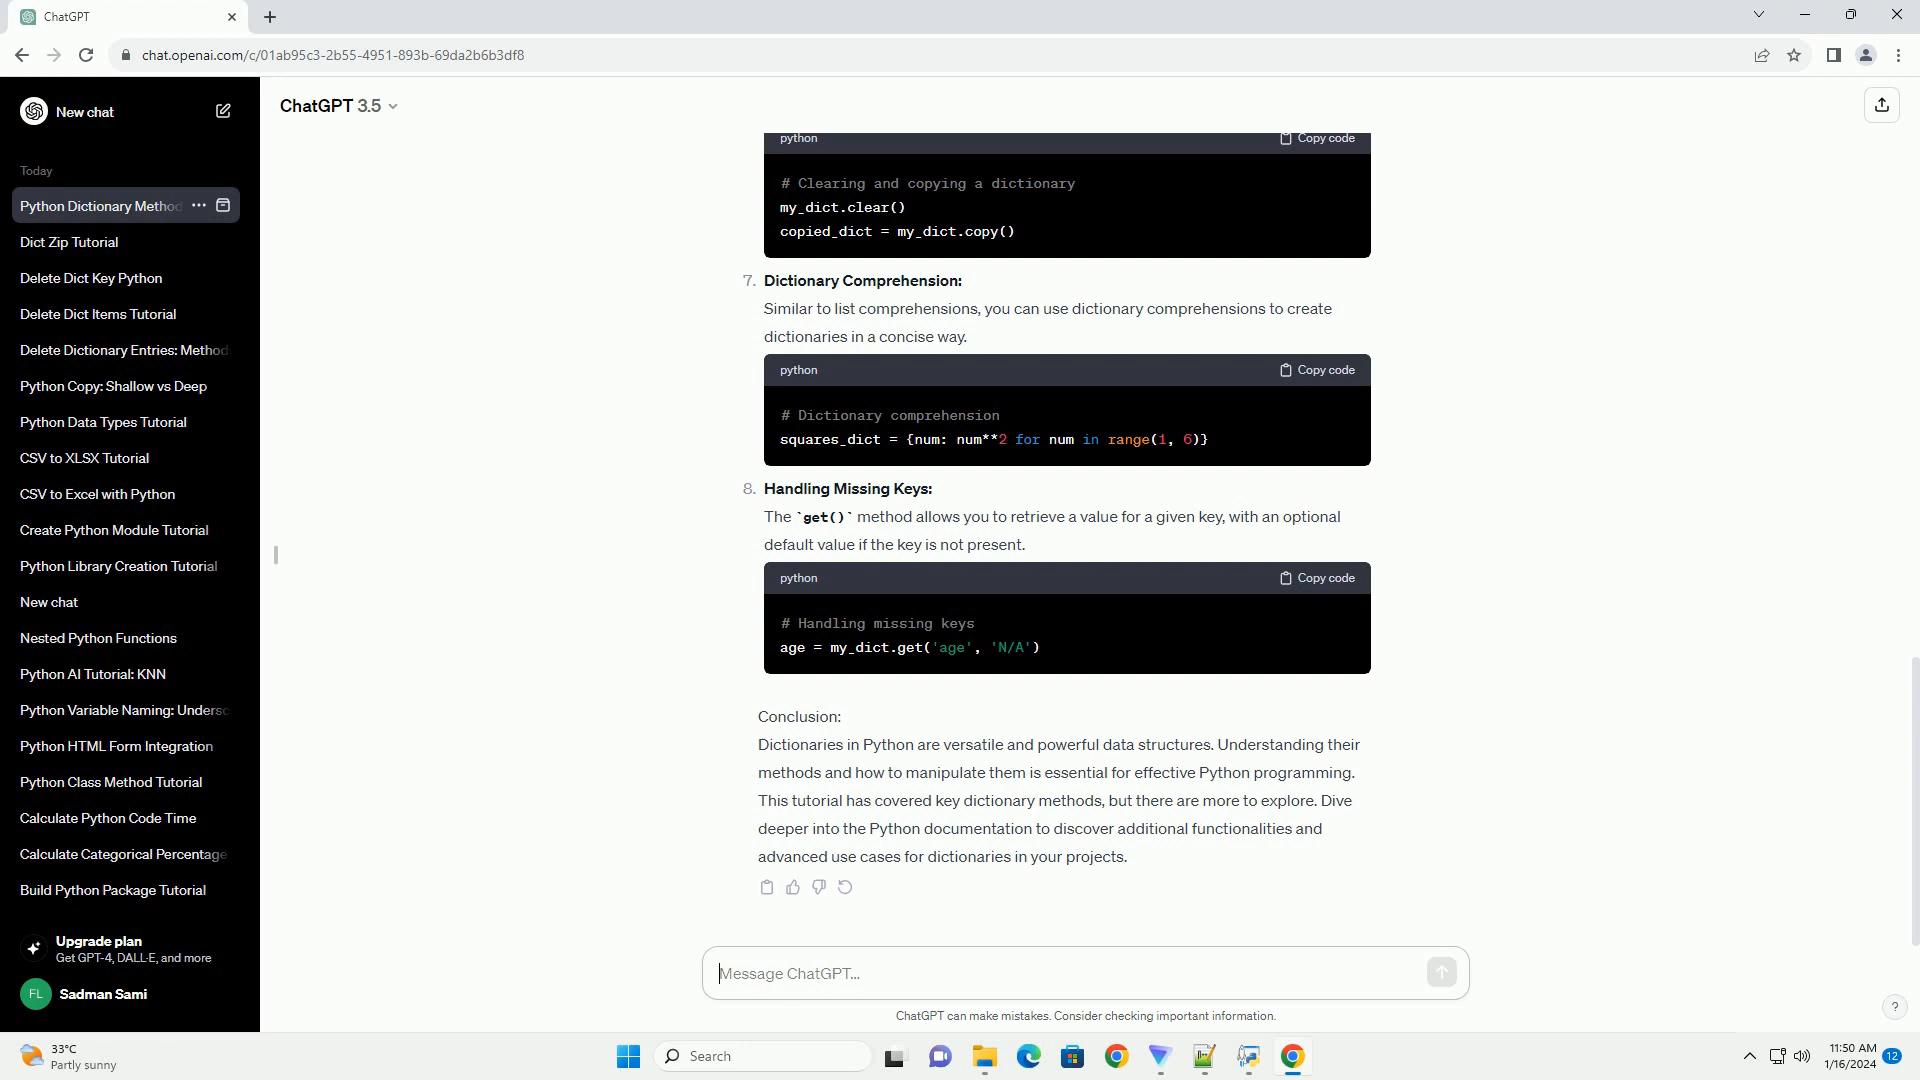 ChatGPT
chat.openai.com/c/01ab95c3-2b55-4951-893b-69da2b6b3df8
New chat
Today
Python Dictionary Method
Dict Zip Tutorial
Delete Dict Key Python
Delete Dict Items Tutorial
Delete Dictionary Entries: Method
Python Copy: Shallow vs Deep
Python Data Types Tutorial
CSV to XLSX Tutorial
CSV to Excel with Python
Create Python Module Tutorial
Python Library Creation Tutorial
New chat
Nested Python Functions
Python AI Tutorial: KNN
Python Variable Naming: Undersc
Python HTML Form Integration
Python Class Method Tutorial
Calculate Python Code Time
Calculate Categorical Percentage
Build Python Package Tutorial
Upgrade plan
Get GPT-4, DALL·E, and more
FL Sadman Sami
ChatGPT 3.5
python Copy code
# Clearing and copying a dictionary
my_dict.clear()
copied_dict = my_dict.copy()
7. Dictionary Comprehension:
Similar to list comprehensions, you can use dictionary comprehensions to create
dictionaries in a concise way.
python Copy code
# Dictionary comprehension
squares_dict = {num: num**2 for num in range(1, 6)}
8. Handling Missing Keys:
The `get()` method allows you to retrieve a value for a given key, with an optional
default value if the key is not present.
python Copy code
# Handling missing keys
age = my_dict.get('age', 'N/A')
Conclusion:
Dictionaries in Python are versatile and powerful data structures. Understanding their
methods and how to manipulate them is essential for effective Python programming.
This tutorial has covered key dictionary methods, but there are more to explore. Dive
deeper into the Python documentation to discover additional functionalities and
advanced use cases for dictionaries in your projects.
Message ChatGPT...
ChatGPT can make mistakes. Consider checking important information.
?
33°C
Partly sunny
Search
11:50 AM
1/16/2024
12